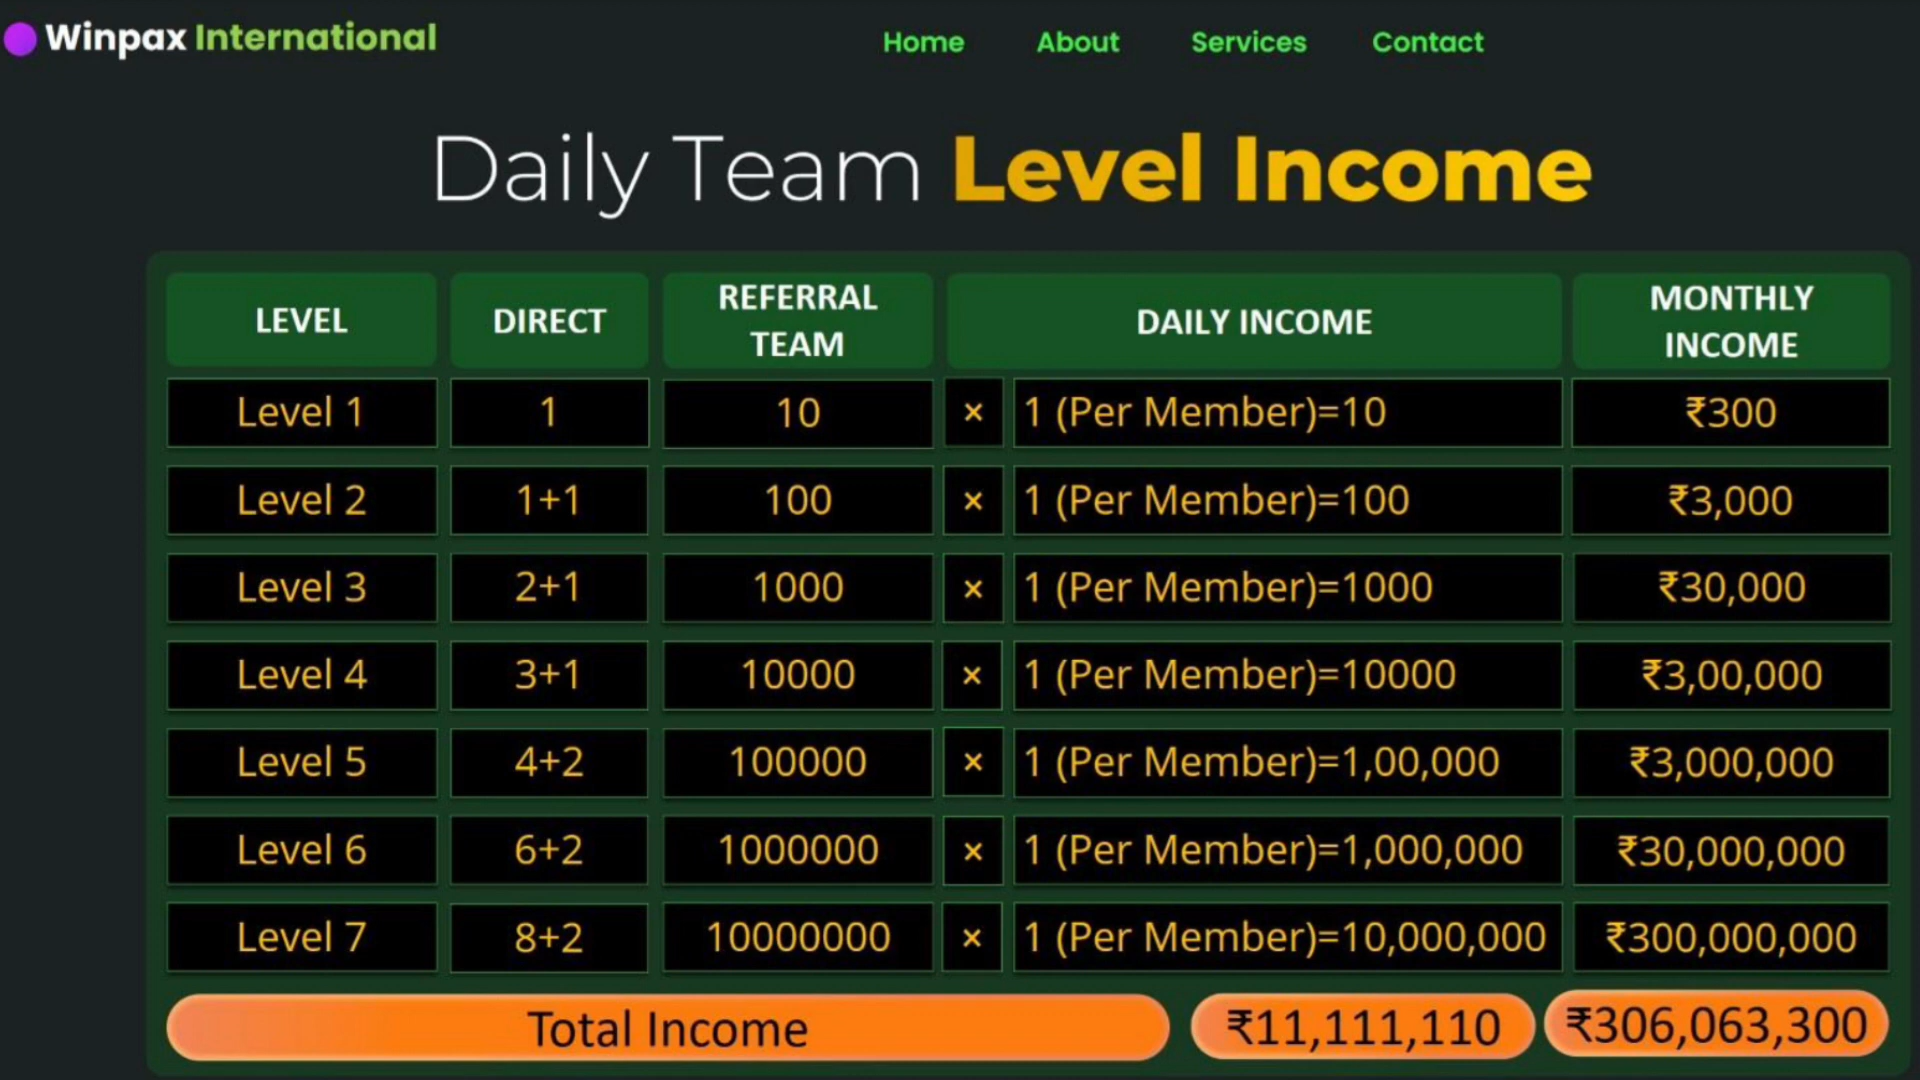 Winpax International
Home About Services Contact
Daily Team Level Income
LEVEL DIRECT REFERRAL TEAM DAILY INCOME MONTHLY INCOME
Level 1 1 10 × 1 (Per Member)=10 ₹300
Level 2 1+1 100 × 1 (Per Member)=100 ₹3,000
Level 3 2+1 1000 × 1 (Per Member)=1000 ₹30,000
Level 4 3+1 10000 × 1 (Per Member)=10000 ₹3,00,000
Level 5 4+2 100000 × 1 (Per Member)=1,00,000 ₹3,000,000
Level 6 6+2 1000000 × 1 (Per Member)=1,000,000 ₹30,000,000
Level 7 8+2 10000000 × 1 (Per Member)=10,000,000 ₹300,000,000
Total Income ₹11,111,110 ₹306,063,300